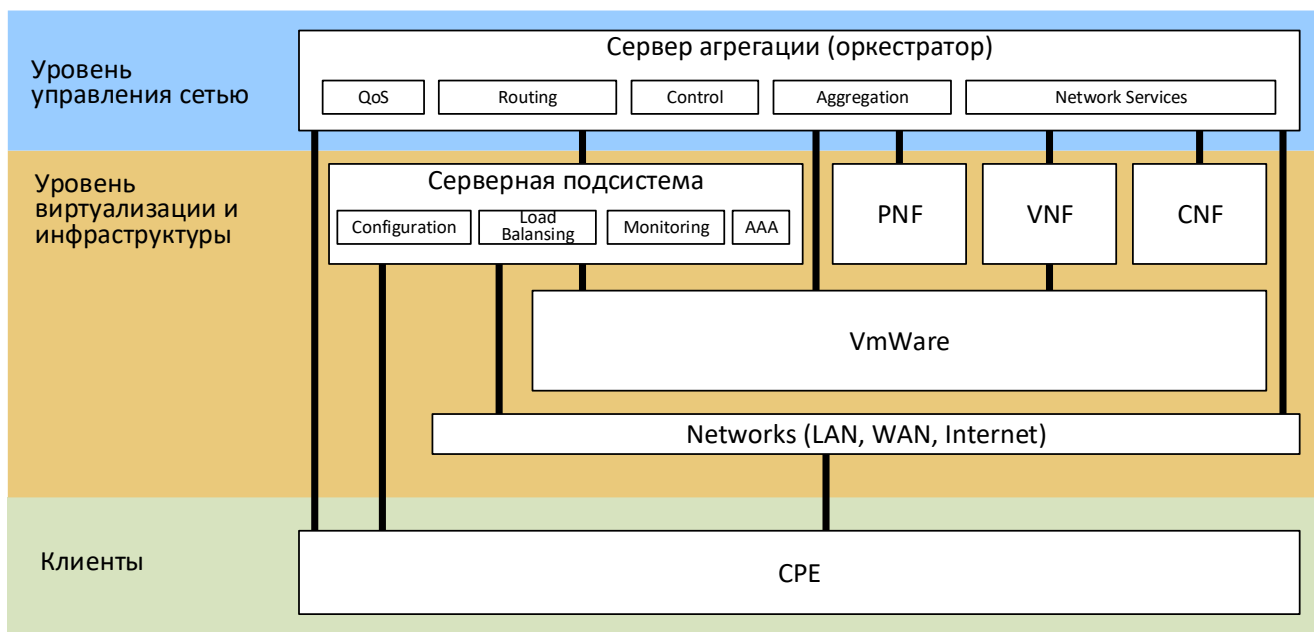 Сервер агрегации (оркестратор)
Уровень
управления сетью
QoS
Routing
Control
Aggregation
Network Services
Уровень
виртуализации и
инфраструктуры
Серверная подсистема
Configuration
Load
Balansing
Monitoring
AAA
PNF
VNF
CNF
VmWare
Networks (LAN, WAN, Internet)
Клиенты
CPE